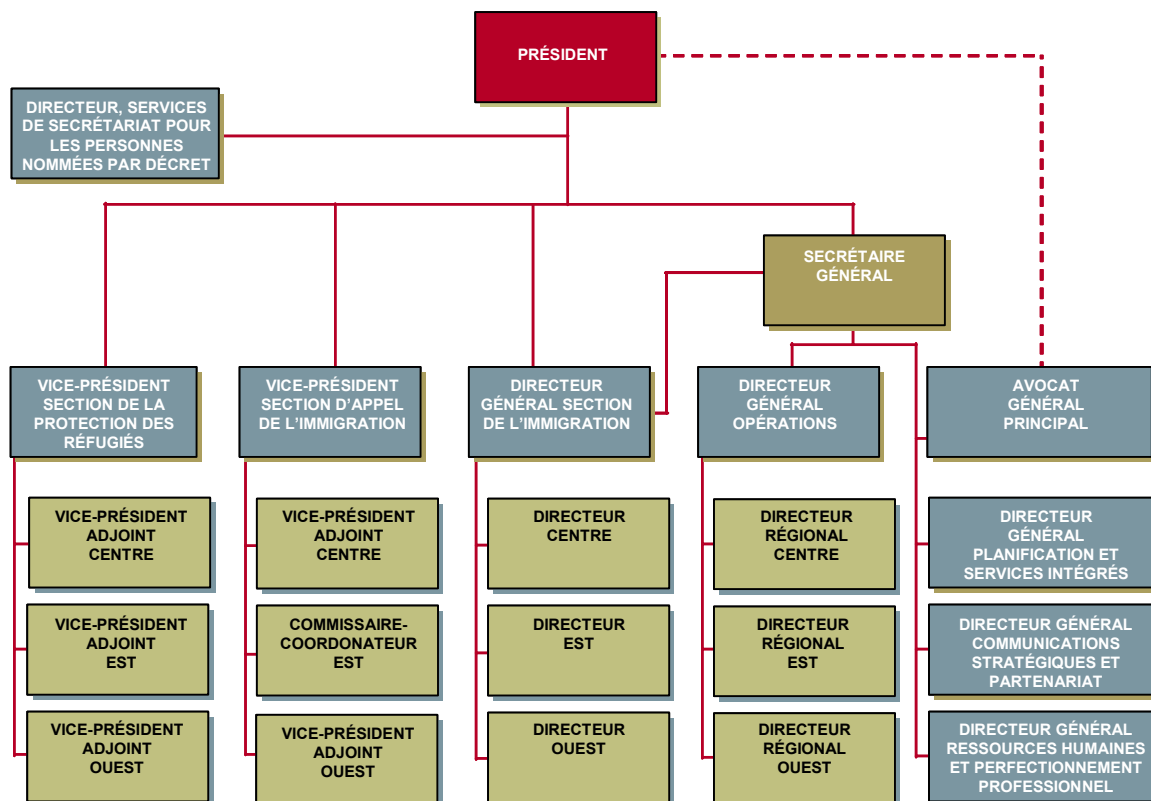 PRÉSIDENT
DIRECTEUR, SERVICES
DE SECRÉTARIAT POUR
LES PERSONNES
NOMMÉES PAR DÉCRET
SECRÉTAIRE
GÉNÉRAL
VICE-PRÉSIDENT
SECTION DE LA
PROTECTION DES
RÉFUGIÉS
VICE-PRÉSIDENT
SECTION D'APPEL
DE L'IMMIGRATION
DIRECTEUR
GÉNÉRAL SECTION
DE L'IMMIGRATION
DIRECTEUR
GÉNÉRAL
OPÉRATIONS
AVOCAT
GÉNÉRAL
PRINCIPAL
VICE-PRÉSIDENT
ADJOINT
CENTRE
VICE-PRÉSIDENT
ADJOINT
CENTRE
DIRECTEUR
CENTRE
DIRECTEUR
RÉGIONAL
CENTRE
DIRECTEUR
GÉNÉRAL
PLANIFICATION ET
SERVICES INTÉGRÉS
VICE-PRÉSIDENT
ADJOINT
EST
COMMISSAIRE-
COORDONATEUR
EST
DIRECTEUR
EST
DIRECTEUR
RÉGIONAL
EST
DIRECTEUR GÉNÉRAL
COMMUNICATIONS
STRATÉGIQUES ET
PARTENARIAT
VICE-PRÉSIDENT
ADJOINT
OUEST
VICE-PRÉSIDENT
ADJOINT
OUEST
DIRECTEUR
OUEST
DIRECTEUR
RÉGIONAL
OUEST
DIRECTEUR GÉNÉRAL
RESSOURCES HUMAINES
ET PERFECTIONNEMENT
PROFESSIONNEL